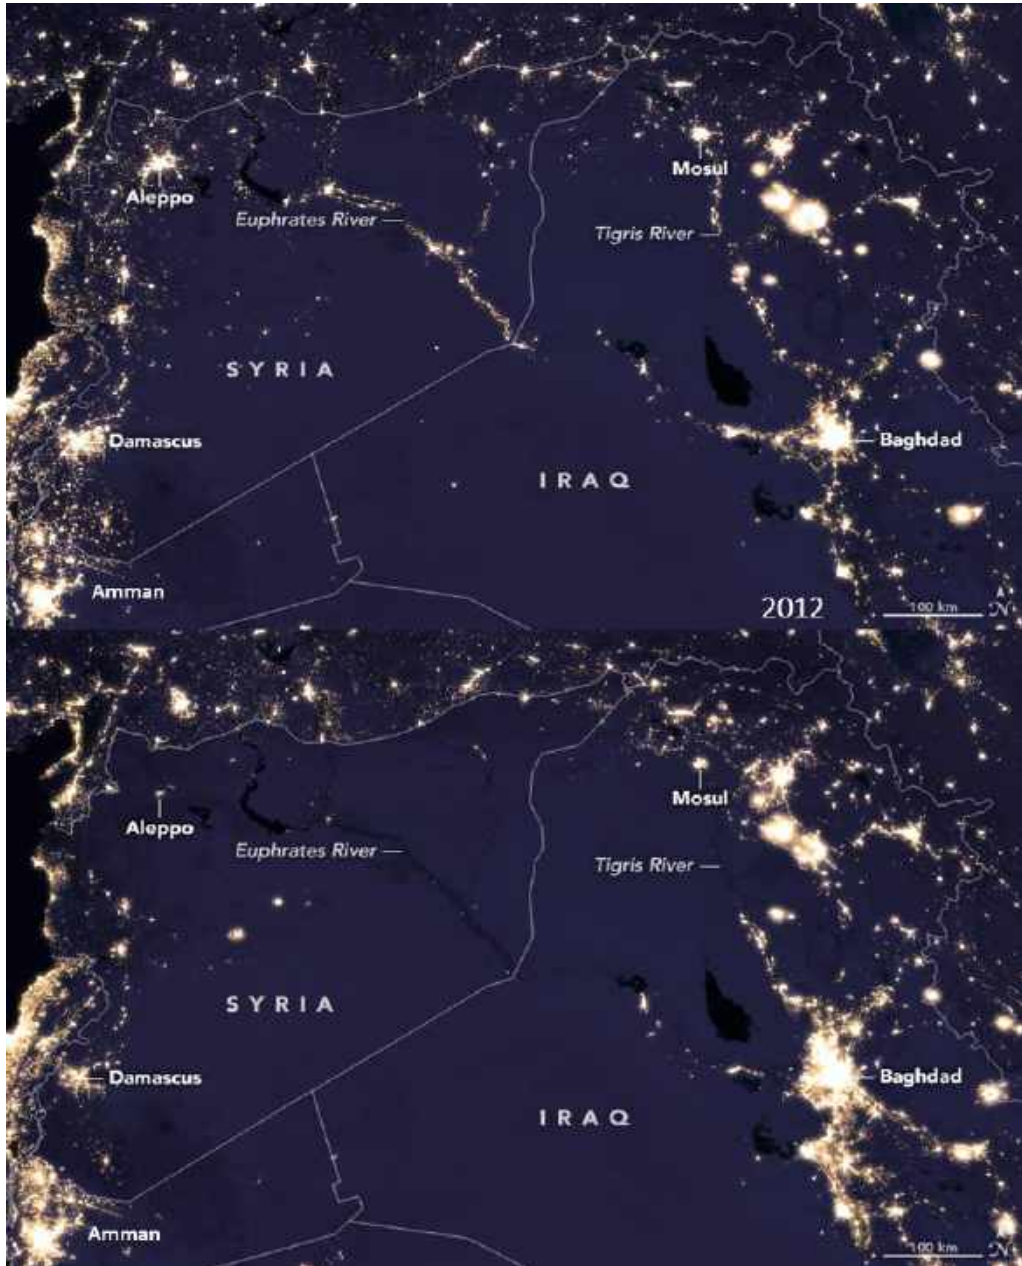 Mosul
Aleppo
Euphrates River
Tigris River
SYRIA
Damascus
Baghdad
IRAQ
Amman
2012
100 km
N
Mosul
Aleppo
Euphrates River
Tigris River
SYRIA
Damascus
Baghdad
IRAQ
Amman
100 km
N